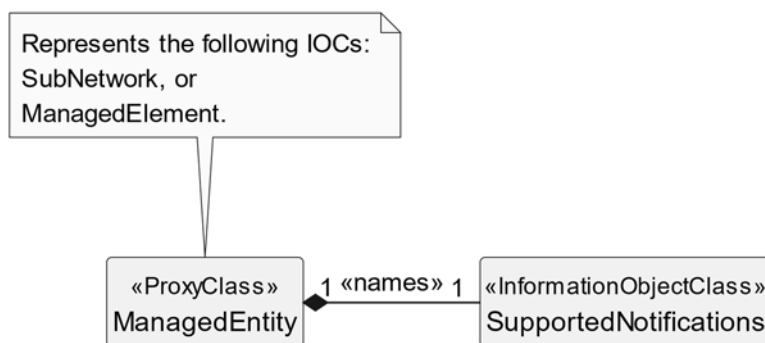 Represents the following IOCs:
SubNetwork, or
ManagedElement.
«ProxyClass»
ManagedEntity
1 «names» 1
«InformationObjectClass»
SupportedNotifications